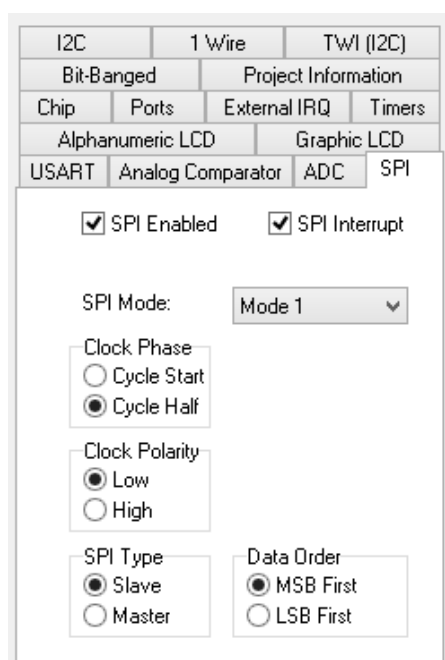 I2C 1 Wire TWI (I2C)
Bit-Banged Project Information
Chip Ports External IRQ Timers
Alphanumeric LCD Graphic LCD
USART Analog Comparator ADC SPI
SPI Enabled SPI Interrupt
SPI Mode: Mode 1
Clock Phase
Cycle Start
Cycle Half
Clock Polarity
Low
High
SPI Type Data Order
Slave MSB First
Master LSB First